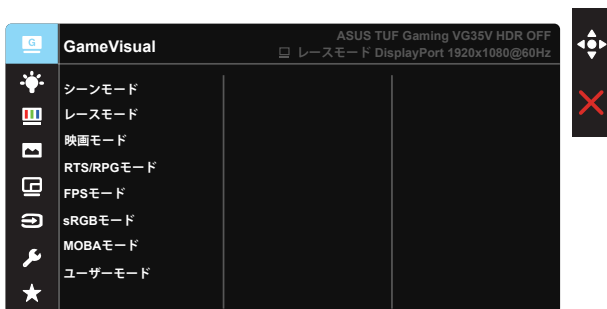 G
GameVisual
ASUS TUF Gaming VG35V HDR OFF
レースモード DisplayPort 1920x1080@60Hz
シーンモード
レースモード
映画モード
RTS/RPGモード
FPSモード
sRGBモード
MOBAモード
ユーザーモード